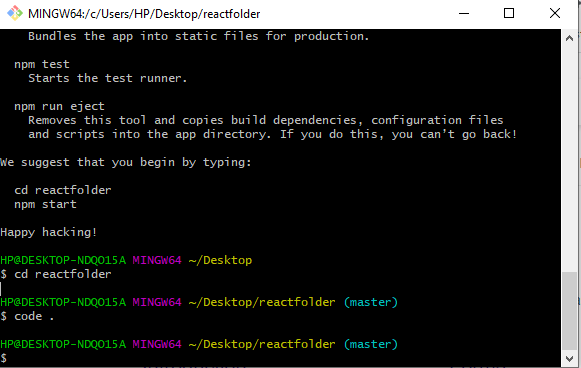 MINGW64:/c/Users/HP/Desktop/reactfolder
Bundles the app into static files for production.
npm test
Starts the test runner.
npm run eject
Removes this tool and copies build dependencies, configuration files
and scripts into the app directory. If you do this, you can't go back!
We suggest that you begin by typing:
cd reactfolder
npm start
Happy hacking!
HP@DESKTOP-NDQO15A MINGW64 ~/Desktop
$ cd reactfolder
HP@DESKTOP-NDQO15A MINGW64 ~/Desktop/reactfolder (master)
$ code .
HP@DESKTOP-NDQO15A MINGW64 ~/Desktop/reactfolder (master)
$